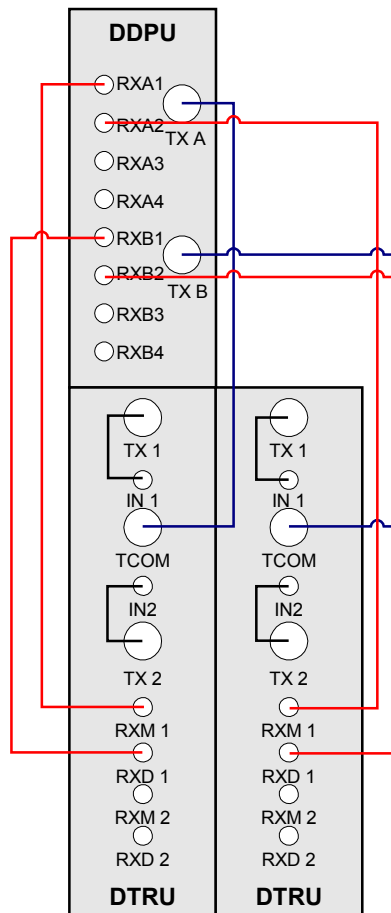 DDPU
RXA1
RXA2
TX A
RXA3
RXA4
RXB1
RXB2
TX B
RXB3
RXB4
TX 1
TX 1
IN 1
IN 1
TCOM
TCOM
IN2
IN2
TX 2
TX 2
RXM 1
RXM 1
RXD 1
RXD 1
RXM 2
RXM 2
RXD 2
RXD 2
DTRU
DTRU